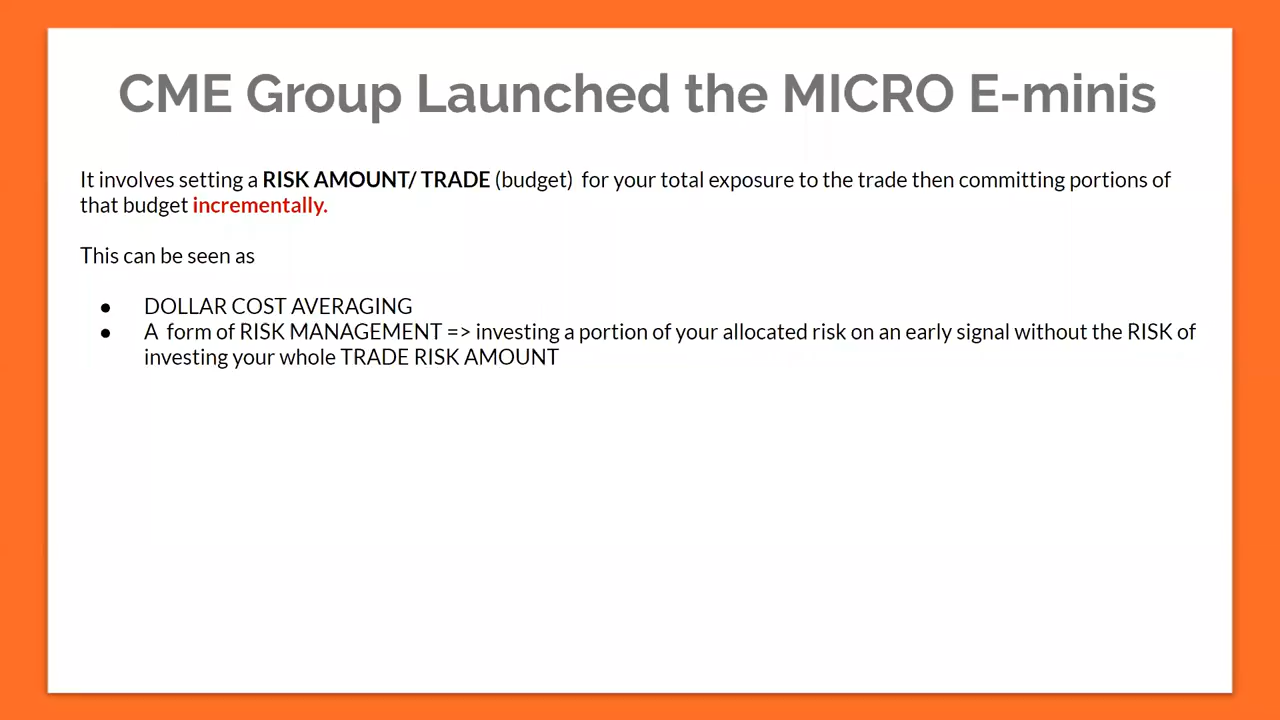 CME Group Launched the MICRO E-minis
It involves setting a RISK AMOUNT/ TRADE (budget)  for your total exposure to the trade then committing portions of
that budget incrementally.
This can be seen as
● DOLLAR COST AVERAGING
● A  form of RISK MANAGEMENT => investing a portion of your allocated risk on an early signal without the RISK of
investing your whole TRADE RISK AMOUNT